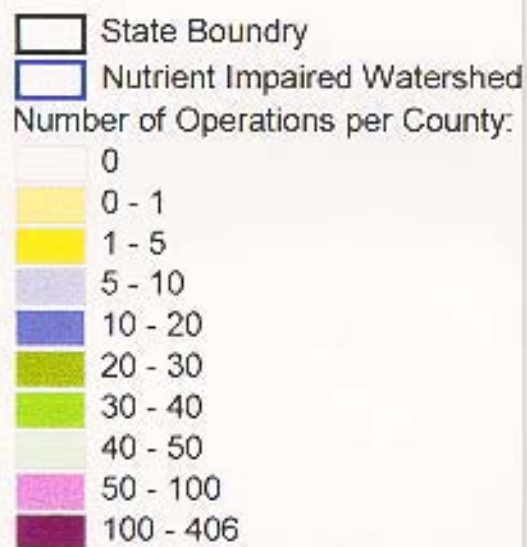 State Boundry
Nutrient Impaired Watershed
Number of Operations per County:
0
0 - 1
1 - 5
5 - 10
10 - 20
20 - 30
30 - 40
40 - 50
50 - 100
100 - 406